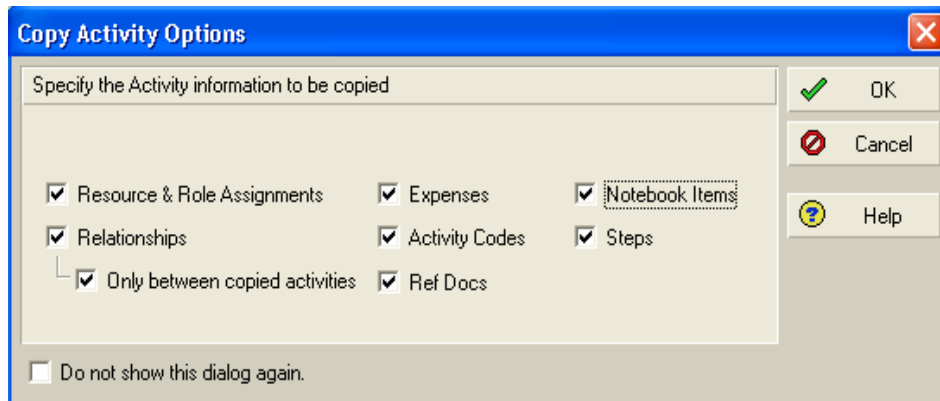 Copy Activity Options
Specify the Activity information to be copied
OK
Cancel
Help
Resource & Role Assignments
Expenses
Notebook Items
Relationships
Activity Codes
Steps
Only between copied activities
Ref Docs
Do not show this dialog again.